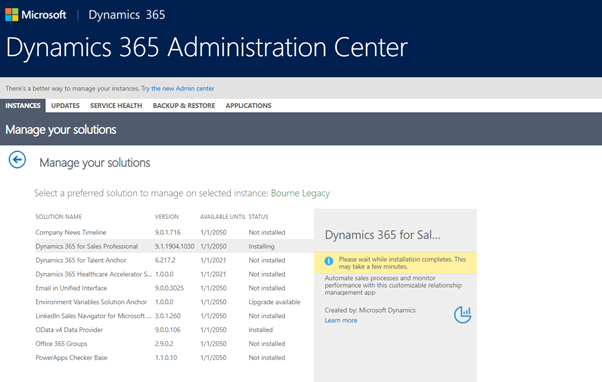 Microsoft Dynamics 365
Dynamics 365 Administration Center
There's a better way to manage your instances. Try the new Admin center
INSTANCES UPDATES SERVICE HEALTH BACKUP & RESTORE APPLICATIONS
Manage your solutions
Manage your solutions
Select a preferred solution to manage on selected instance: Bourne Legacy
SOLUTION NAME VERSION AVAILABLE UNTIL STATUS
Company News Timeline 9.0.1.716 1/1/2050 Not installed
Dynamics 365 for Sales Professional 9.1.1904.1030 1/1/2050 Installing
Dynamics 365 for Talent Anchor 6.217.2 1/1/2021 Not installed
Dynamics 365 Healthcare Accelerator S... 1.0.0.0 1/1/2021 Not installed
Email in Unified Interface 9.0.0.3025 1/1/2050 Not installed
Environment Variables Solution Anchor 1.0.0.0 1/1/2050 Upgrade available
LinkedIn Sales Navigator for Microsoft ... 3.0.1.260 1/1/2050 Not installed
OData v4 Data Provider 9.0.0.106 1/1/2050 Installed
Office 365 Groups 2.9.0.2 1/1/2050 Not installed
PowerApps Checker Base 1.1.0.10 1/1/2050 Not installed
Dynamics 365 for Sal...
Please wait while installation completes. This
may take a few minutes.
Automate sales processes and monitor
performance with this customizable relationship
management app
Created by: Microsoft Dynamics
Learn more